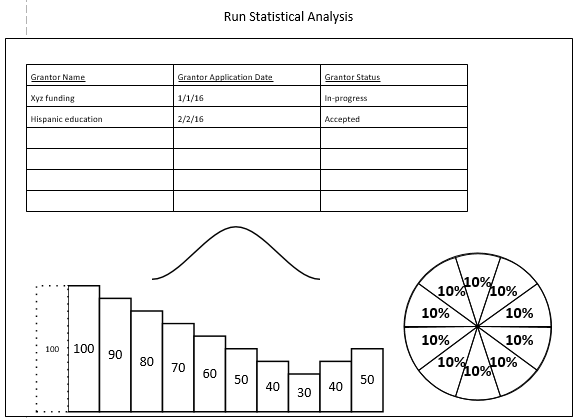 Run Statistical Analysis
Grantor Name Grantor Application Date Grantor Status
Xyz funding 1/1/16 In-progress
Hispanic education 2/2/16 Accepted
100 100 90 80 70 60 50 40 30 40 50
10% 10% 10%
10% 10%
10% 10%
10% 10% 10%